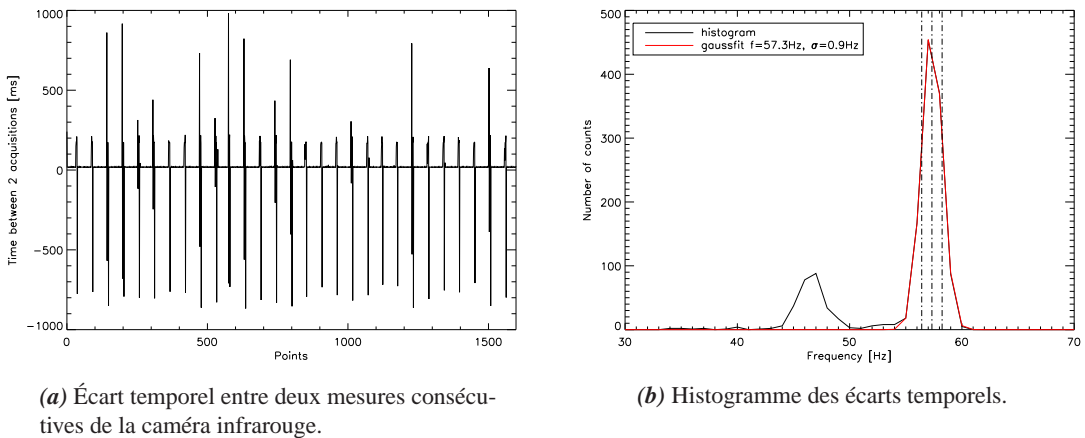 1000
500
0
−500
−1000
Time between 2 acquisitions [ms]
0
500
1000
1500
Points
(a) Écart temporel entre deux mesures consécu-
tives de la caméra infrarouge.
500
400
300
200
100
0
Number of counts
histogram
gaussfit f=57.3Hz, σ=0.9Hz
30
40
50
60
70
Frequency [Hz]
(b) Histogramme des écarts temporels.